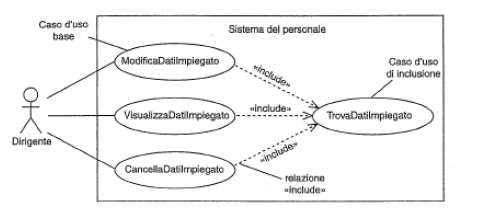 Caso d'uso
base
Sistema del personale
ModificaDatiImpiegato
Caso d'uso
di inclusione
«include»
VisualizzaDatiImpiegato
«include»
TrovaDatiImpiegato
Dirigente
«include»
CancellaDatiImpiegato
relazione
«include»